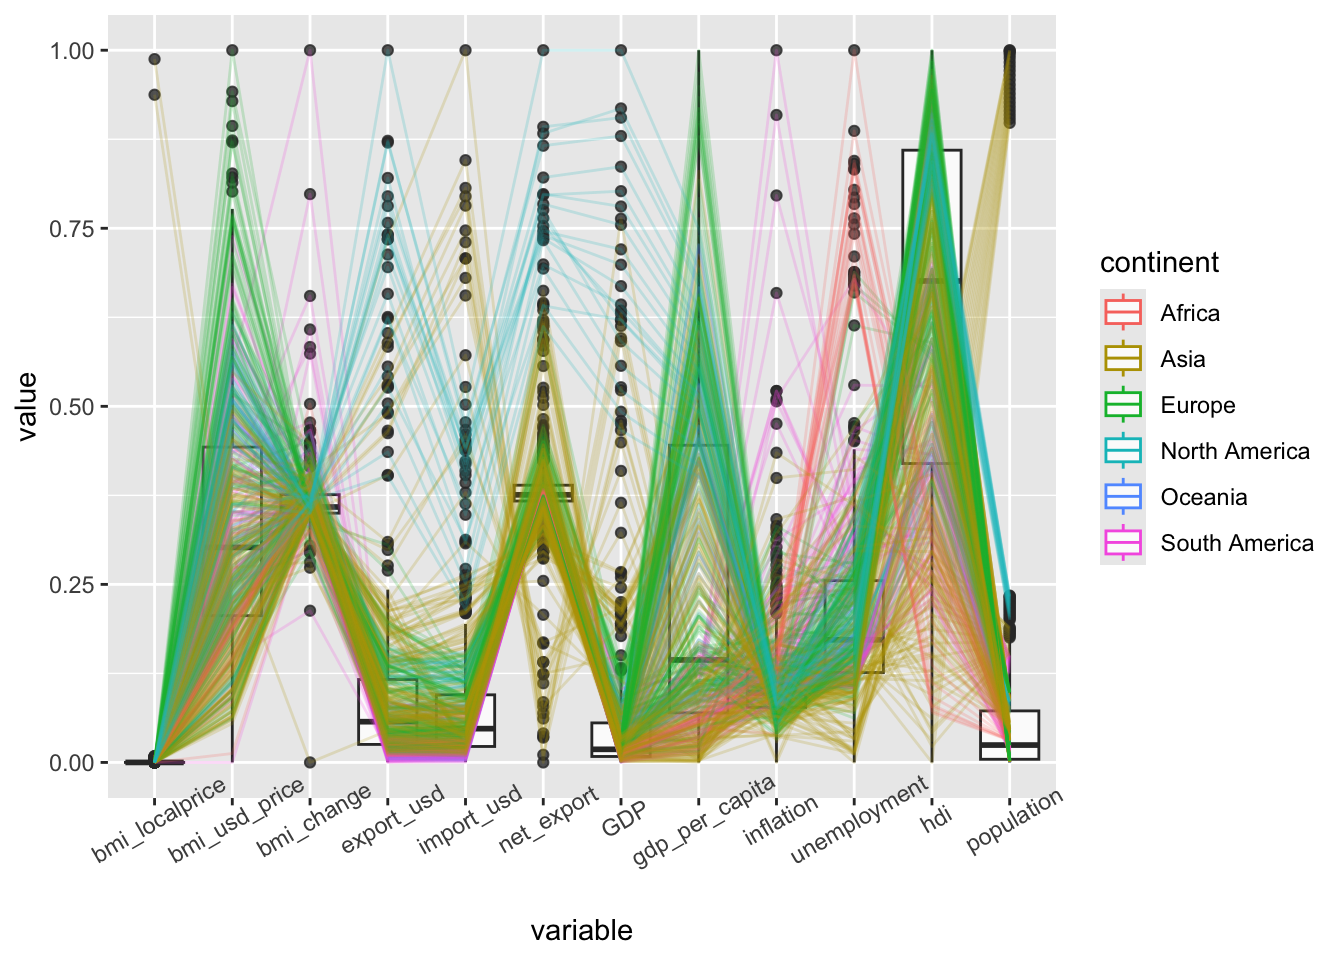 1.00
0.75
0.50
0.25
0.00
value
bmi_localprice
bmi_usd_price
bmi_change
export_usd
import_usd
net_export
GDP
gdp_per_capita
inflation
unemployment
hdi
population
variable
continent
Africa
Asia
Europe
North America
Oceania
South America